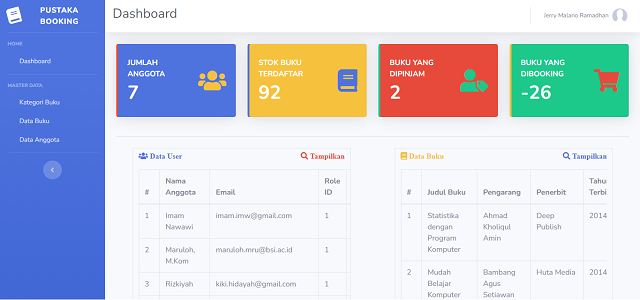 PUSTAKA
BOOKING
Dashboard
Jerry Malano Ramadhan
HOME
Dashboard
MASTER DATA
Kategori Buku
Data Buku
Data Anggota
JUMLAH
ANGGOTA
7
STOK BUKU
TERDAFTAR
92
BUKU YANG
DIPINJAM
2
BUKU YANG
DIBOOKING
-26
Data User
Tampilkan
# Nama Anggota Email Role ID
1 Imam Nawawi imam.imw@gmail.com 1
2 Maruloh, M.Kom maruloh.mru@bsi.ac.id 1
3 Rizkiyah kiki.hidayah@gmail.com 1
Data Buku
Tampilkan
# Judul Buku Pengarang Penerbit Tahu Terbi
1 Statistika dengan Program Komputer Ahmad Kholiqul Amin Deep Publish 2014
2 Mudah Belajar Komputer Bambang Agus Setiawan Huta Media 2014